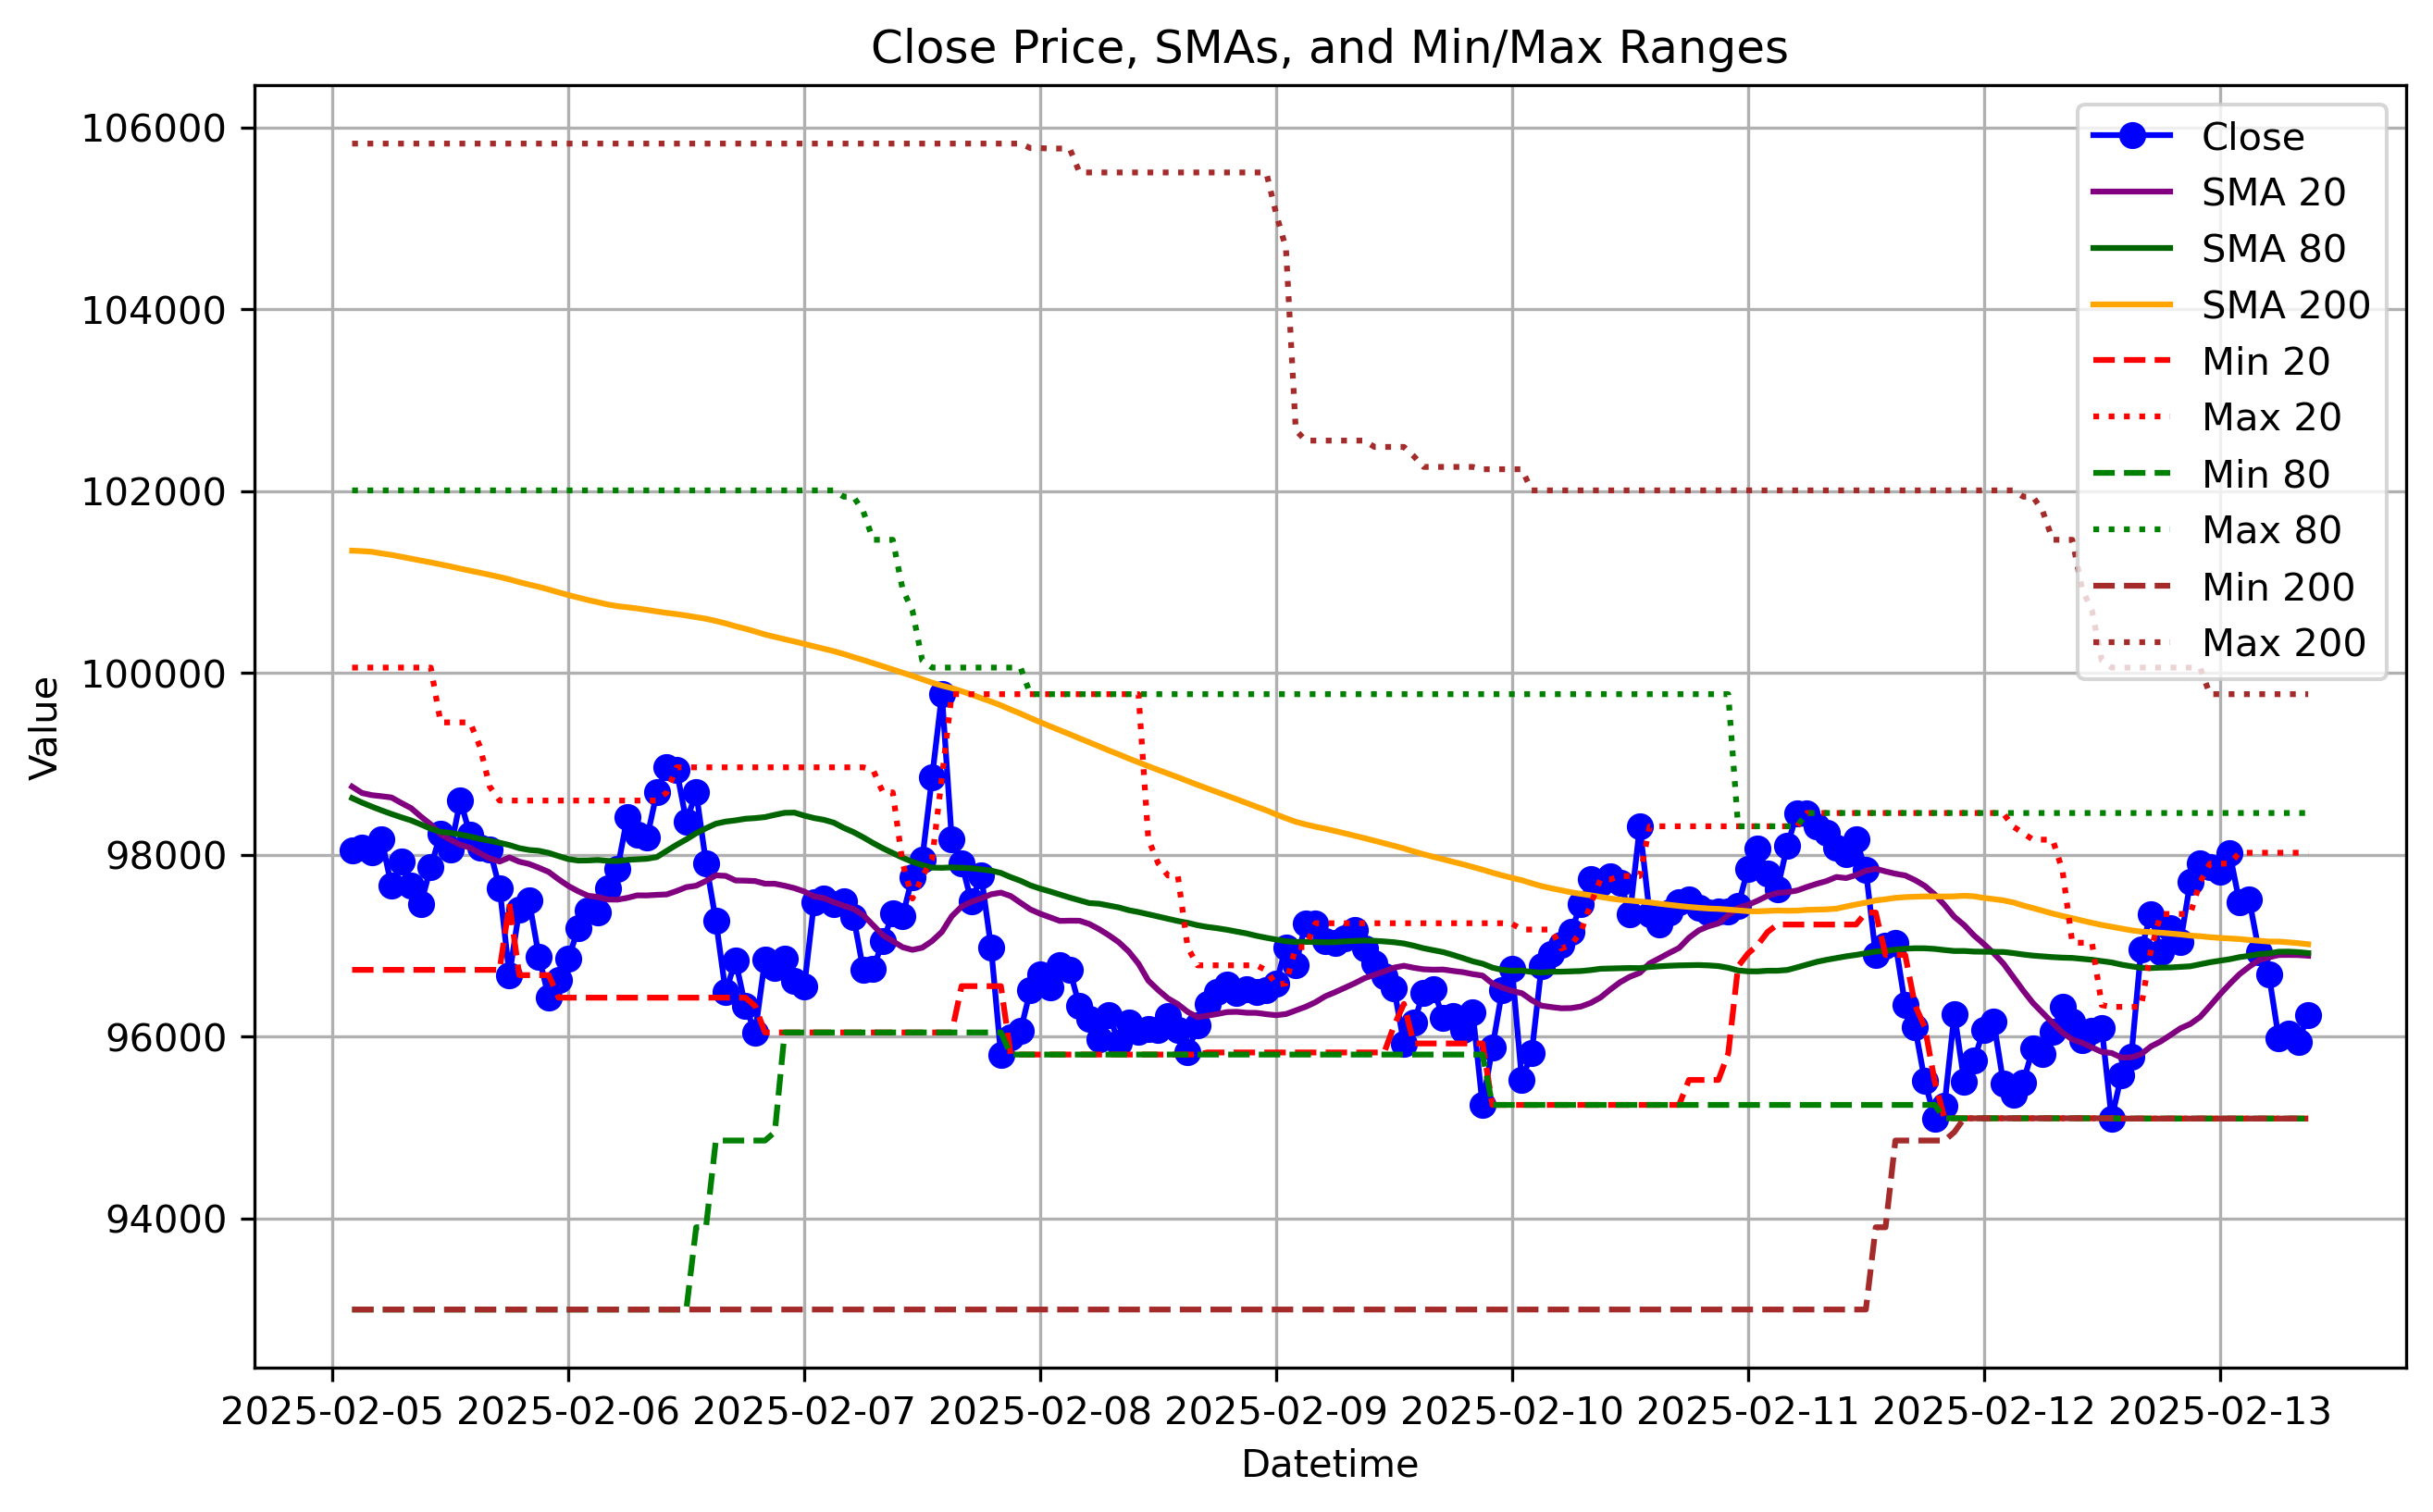 Close Price, SMAs, and Min/Max Ranges
106000
104000
102000
100000
98000
96000
94000
Value
Close
SMA 20
SMA 80
SMA 200
Min 20
Max 20
Min 80
Max 80
Min 200
Max 200
2025-02-05 2025-02-06 2025-02-07 2025-02-08 2025-02-09 2025-02-10 2025-02-11 2025-02-12 2025-02-13
Datetime